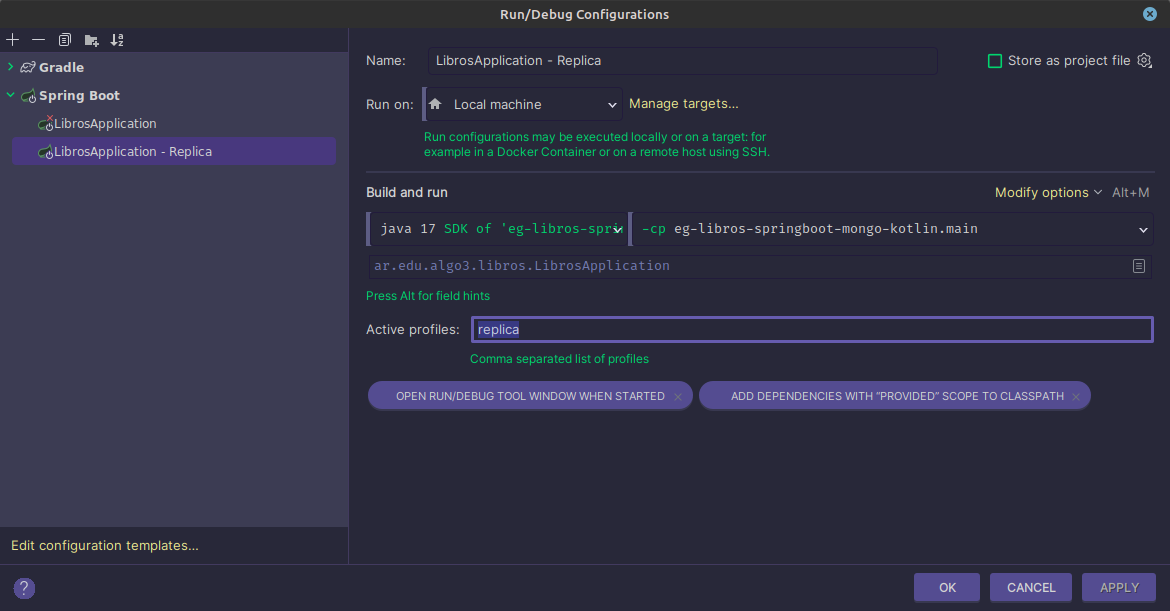 Run/Debug Configurations
Gradle
Spring Boot
LibrosApplication
LibrosApplication - Replica
Edit configuration templates...
Name:
LibrosApplication - Replica
Store as project file
Run on:
Local machine
Manage targets...
Run configurations may be executed locally or on a target: for
example in a Docker Container or on a remote host using SSH.
Build and run
Modify options
Alt+M
java 17 SDK of 'eg-libros-sprin
-cp eg-libros-springboot-mongo-kotlin.main
ar.edu.algo3.libros.LibrosApplication
Press Alt for field hints
Active profiles:
replica
Comma separated list of profiles
OPEN RUN/DEBUG TOOL WINDOW WHEN STARTED
ADD DEPENDENCIES WITH “PROVIDED” SCOPE TO CLASSPATH
?
OK
CANCEL
APPLY